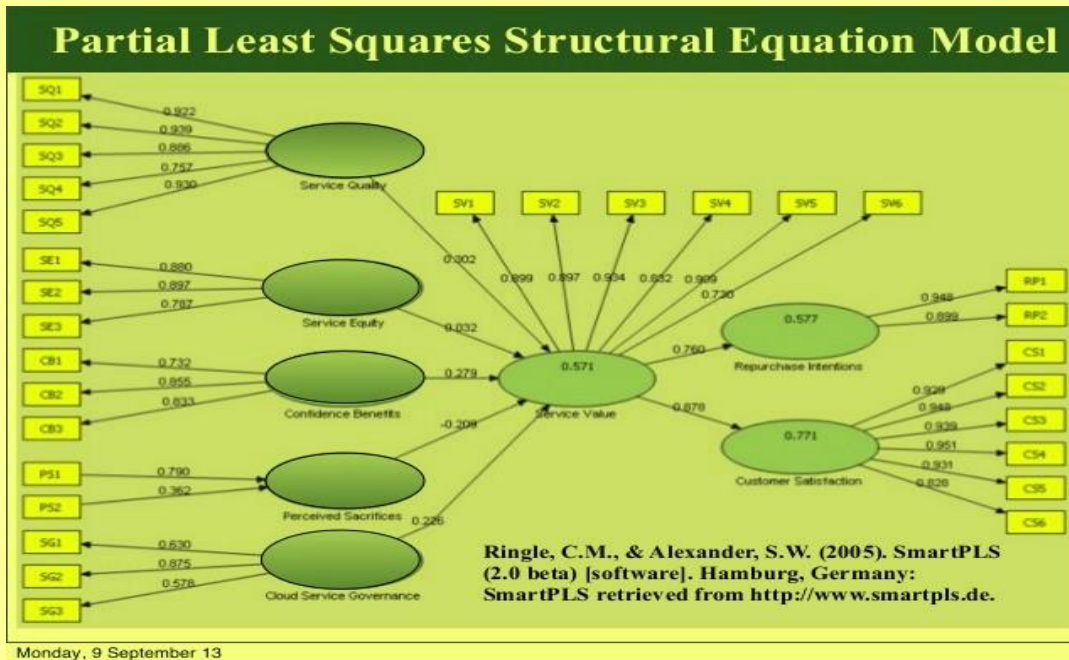 Partial Least Squares Structural Equation Model
SQ1
0.922
SQ2
0.939
SQ3
0.886
SQ4
0.757
SQ5
0.930
Service Quality
SV1
SV2
SV3
SV4
SV5
SV6
0.302
0.899
0.897
0.934
0.832
0.909
0.730
SE1
0.880
SE2
0.897
SE3
0.787
Service Equity
0.032
CB1
0.732
CB2
0.855
CB3
0.833
Confidence Benefits
0.279
0.571
Service Value
0.760
0.577
Repurchase Intentions
0.948
RP1
0.899
RP2
0.878
0.771
Customer Satisfaction
0.929
CS1
0.948
CS2
0.939
CS3
0.951
CS4
0.931
CS5
0.828
CS6
-0.209
PS1
0.790
PS2
0.362
Perceived Sacrifices
0.226
SG1
0.630
SG2
0.875
SG3
0.578
Cloud Service Governance
Ringle, C.M., & Alexander, S.W. (2005). SmartPLS
(2.0 beta) [software]. Hamburg, Germany:
SmartPLS retrieved from http://www.smartpls.de.
Monday, 9 September 13